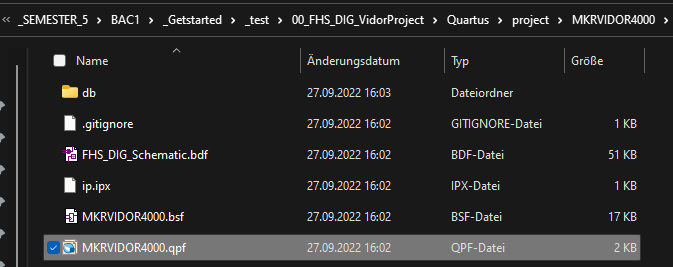 _SEMESTER_5 > BAC1 > _Getstarted > _test > 00_FHS_DIG_VidorProject > Quartus > project > MKRVIDOR4000 >
Name Änderungsdatum Typ Größe
db 27.09.2022 16:03 Dateiordner
.gitignore 27.09.2022 16:02 GITIGNORE-Datei 1 KB
FHS_DIG_Schematic.bdf 27.09.2022 16:02 BDF-Datei 51 KB
ip.ipx 27.09.2022 16:02 IPX-Datei 1 KB
MKRVIDOR4000.bsf 27.09.2022 16:02 BSF-Datei 17 KB
MKRVIDOR4000.qpf 27.09.2022 16:02 QPF-Datei 2 KB